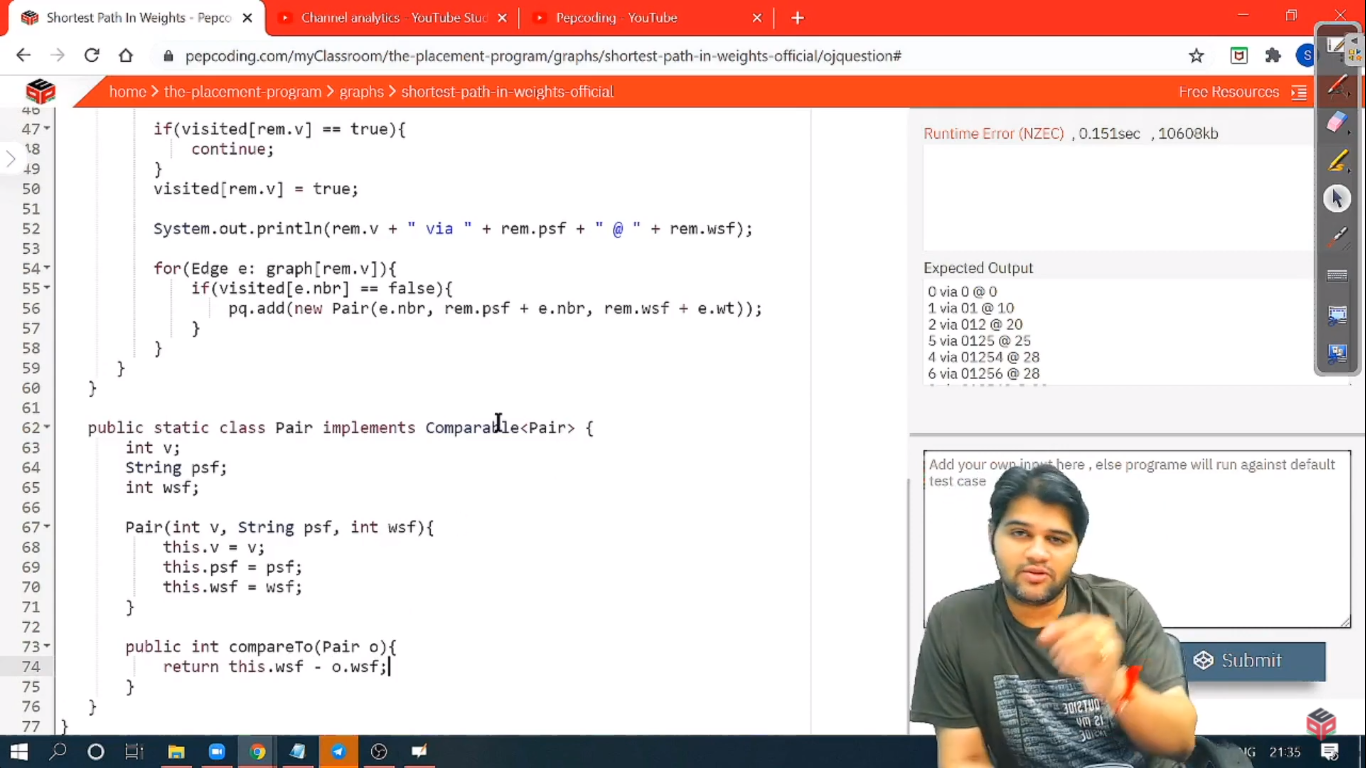 Shortest Path In Weights - Pepco
Channel analytics - YouTube Stud
Pepcoding - YouTube
pepcoding.com/myClassroom/the-placement-program/graphs/shortest-path-in-weights-official/ojquestion#
S
home > the-placement-program > graphs > shortest-path-in-weights-official
Free Resources
46
47 if(visited[rem.v] == true){
48 continue;
49 }
50 visited[rem.v] = true;
51
52 System.out.println(rem.v + " via " + rem.psf + " @ " + rem.wsf);
53
54 for(Edge e: graph[rem.v]){
55 if(visited[e.nbr] == false){
56 pq.add(new Pair(e.nbr, rem.psf + e.nbr, rem.wsf + e.wt));
57 }
58 }
59 }
60 }
61
62 public static class Pair implements Comparable<Pair> {
63 int v;
64 String psf;
65 int wsf;
66
67 Pair(int v, String psf, int wsf){
68 this.v = v;
69 this.psf = psf;
70 this.wsf = wsf;
71 }
72
73 public int compareTo(Pair o){
74 return this.wsf - o.wsf;
75 }
76 }
77 }
Runtime Error (NZEC) , 0.151sec , 10608kb
Expected Output
0 via 0 @ 0
1 via 01 @ 10
2 via 012 @ 20
5 via 0125 @ 25
4 via 01254 @ 28
6 via 01256 @ 28
Add your own input here , else programe will run against default
test case
Submit
21:35